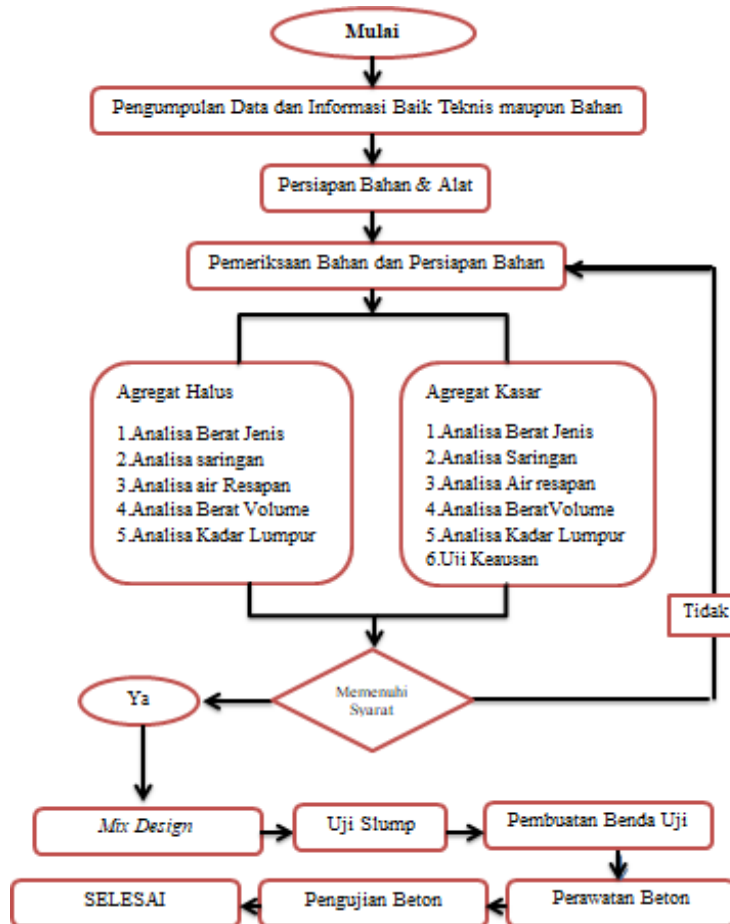 Mulai
Pengumpulan Data dan Informasi Baik Teknis maupun Bahan
Persiapan Bahan & Alat
Pemeriksaan Bahan dan Persiapan Bahan
Agregat Halus
1.Analisa Berat Jenis
2.Analisa saringan
3.Analisa air Resapan
4.Analisa Berat Volume
5.Analisa Kadar Lumpur
Agregat Kasar
1.Analisa Berat Jenis
2.Analisa Saringan
3.Analisa Air resapan
4.Analisa BeratVolume
5.Analisa Kadar Lumpur
6.Uji Keausan
Tidak
Memenuhi
Syarat
Ya
Mix Design
Uji Slump
Pembuatan Benda Uji
Perawatan Beton
Pengujian Beton
SELESAI